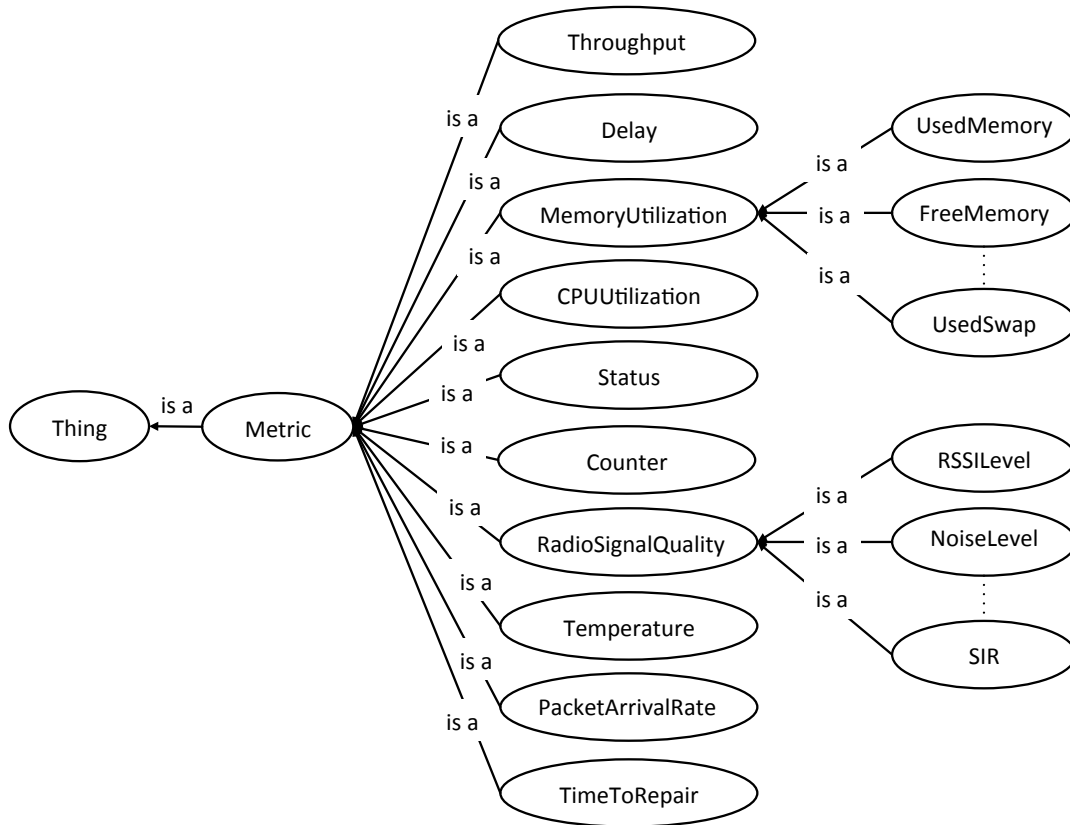 Throughput
is a
Delay
UsedMemory
is a
is a
MemoryUtilization
is a
FreeMemory
is a
is a
CPUUtilization
UsedSwap
is a
Status
is a
Thing
is a
Metric
is a
Counter
RSSILevel
is a
is a
RadioSignalQuality
is a
NoiseLevel
is a
is a
Temperature
SIR
is a
PacketArrivalRate
is a
TimeToRepair